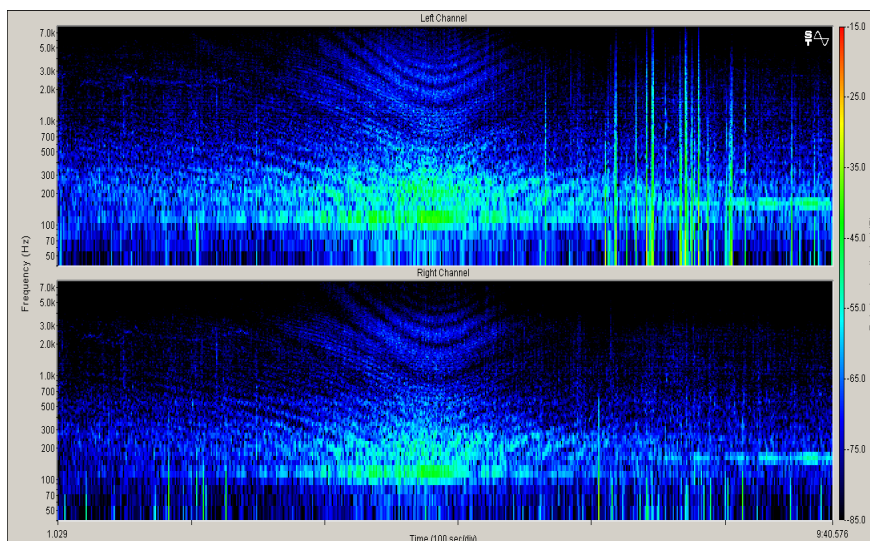 Left Channel
S
T
7.0k
5.0k
3.0k
2.0k
1.0k
700
500
300
200
100
70
50
Right Channel
7.0k
5.0k
3.0k
2.0k
1.0k
700
500
300
200
100
70
50
Frequency (Hz)
-15.0
-25.0
-35.0
-45.0
-55.0
-65.0
-75.0
-85.0
1.029
Time (100 sec/div)
9:40.576